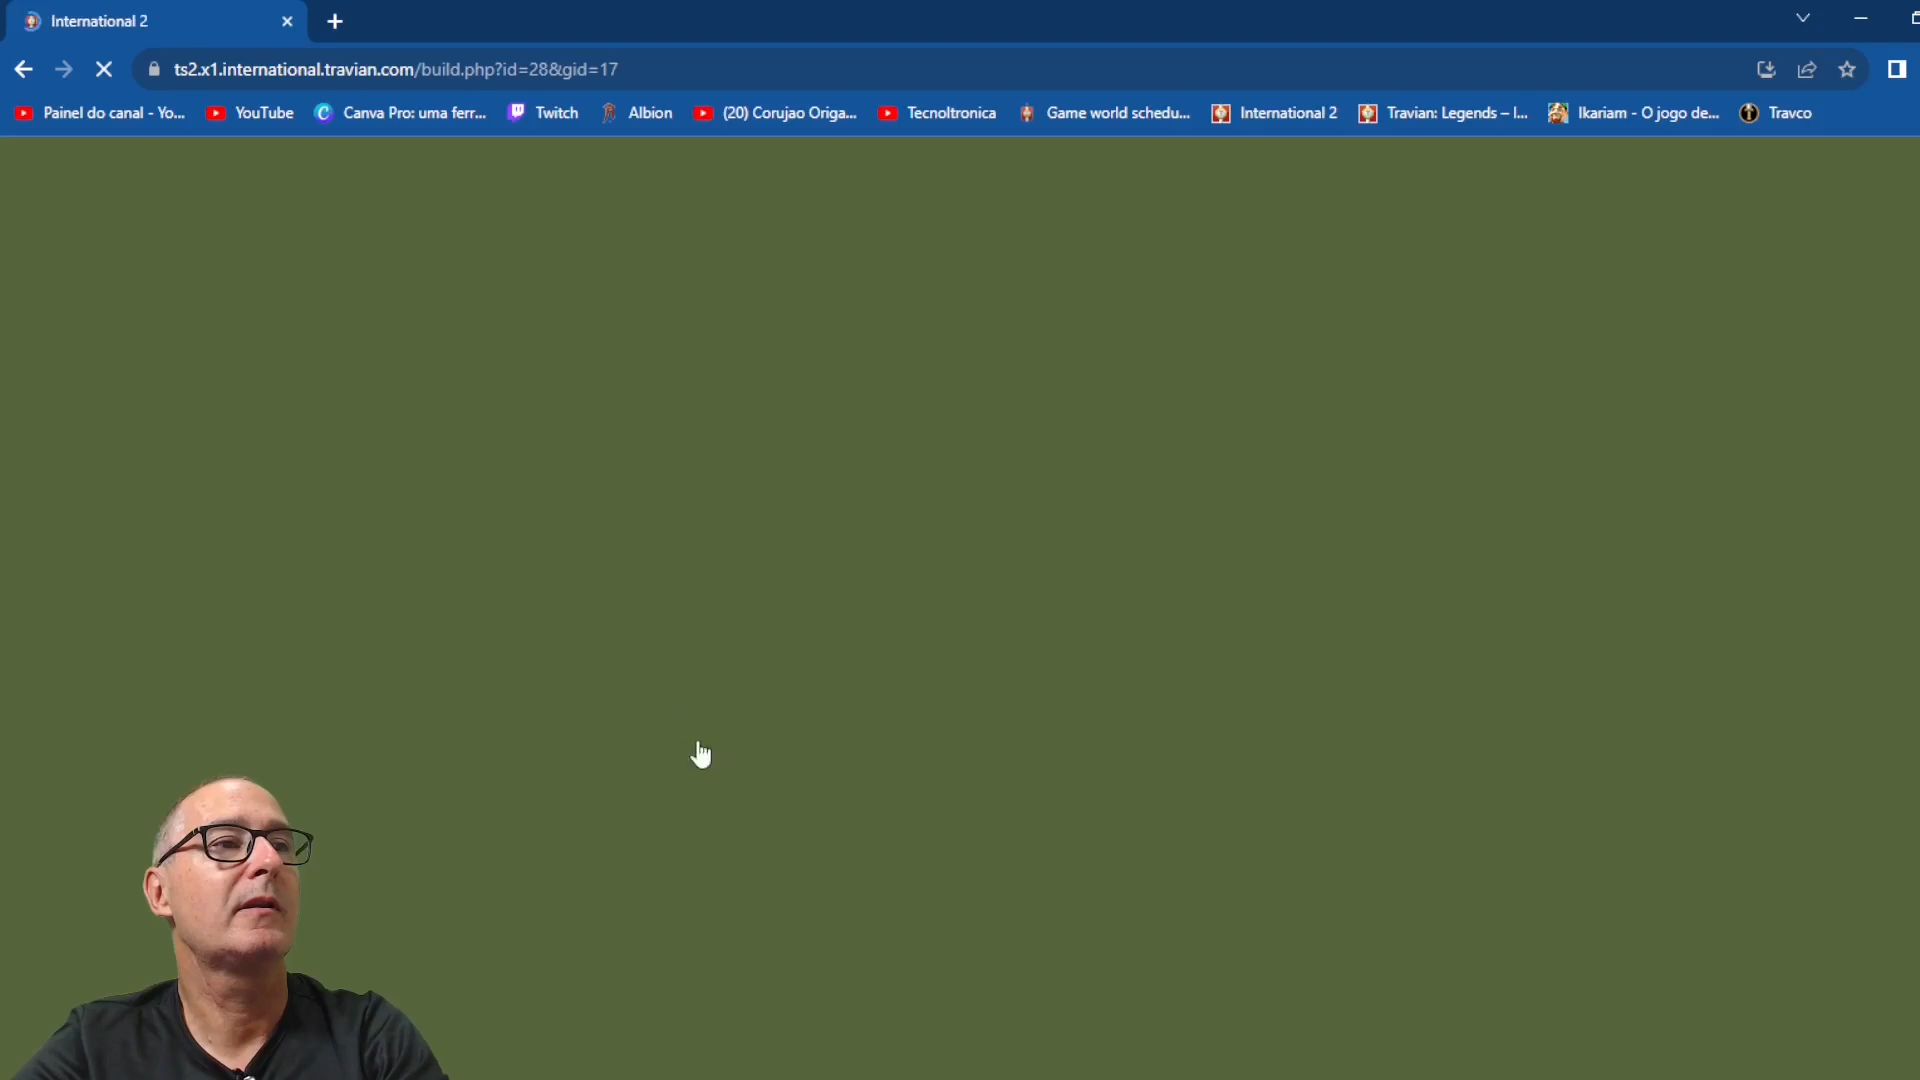 International 2
ts2.x1.international.travian.com/build.php?id=28&gid=17
Painel do canal - Yo... YouTube Canva Pro: uma ferr... Twitch Albion (20) Corujao Origa... Tecnoltronica Game world schedu... International 2 Travian: Legends – I... Ikariam - O jogo de... Travco